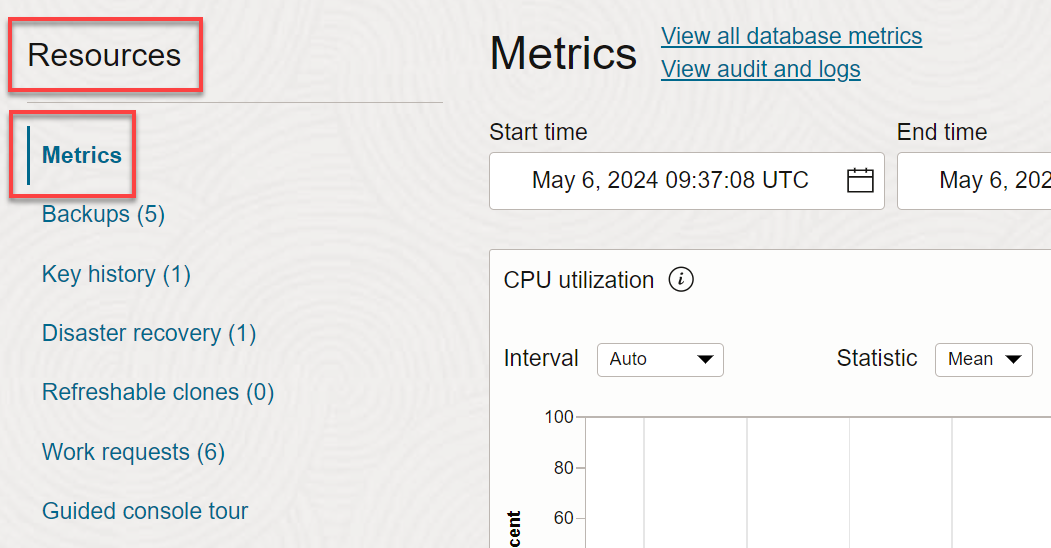 Resources
Metrics
Backups (5)
Key history (1)
Disaster recovery (1)
Refreshable clones (0)
Work requests (6)
Guided console tour
Metrics
View all database metrics
View audit and logs
Start time
End time
May 6, 2024 09:37:08 UTC
May 6, 202
CPU utilization
Interval
Auto
Statistic
Mean
100
80
60
cent